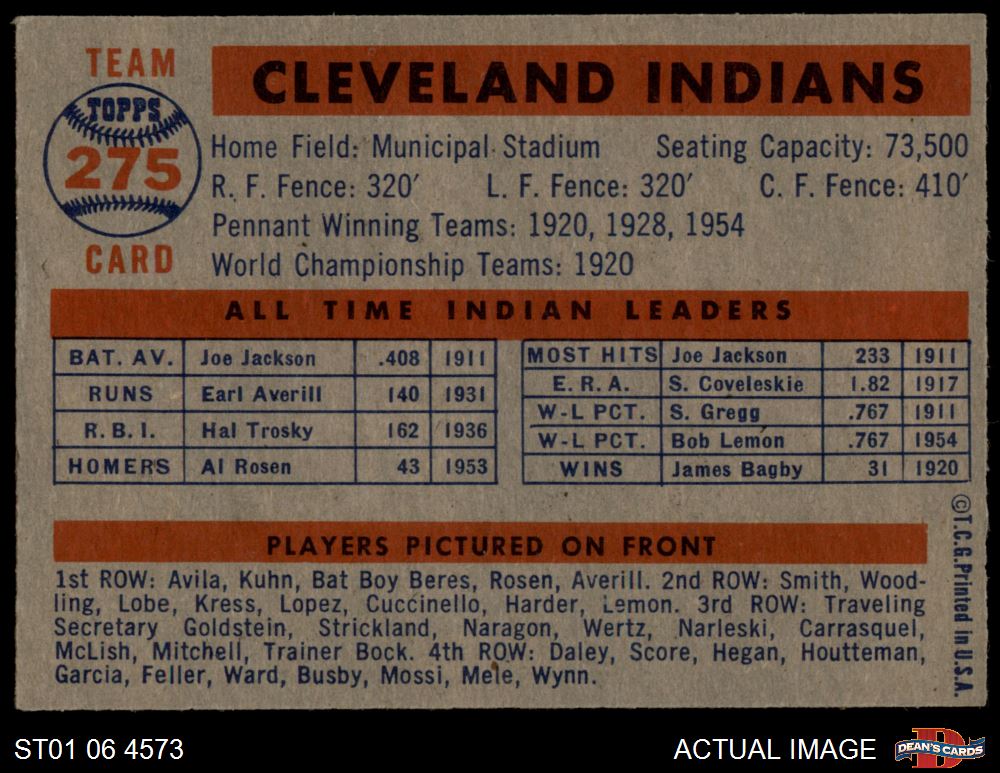 TEAM
TOPPS
275
CARD
CLEVELAND INDIANS
Home Field: Municipal Stadium Seating Capacity: 73,500
R. F. Fence: 320′ L. F. Fence: 320′ C. F. Fence: 410′
Pennant Winning Teams: 1920, 1928, 1954
World Championship Teams: 1920
ALL TIME INDIAN LEADERS
BAT. AV. Joe Jackson .408 1911
RUNS Earl Averill 140 1931
R.B.I. Hal Trosky 162 1936
HOMERS Al Rosen 43 1953
MOST HITS Joe Jackson 233 1911
E.R.A. S. Coveleskie 1.82 1917
W-L PCT. S. Gregg .767 1911
W-L PCT. Bob Lemon .767 1954
WINS James Bagby 31 1920
PLAYERS PICTURED ON FRONT
1st ROW: Avila, Kuhn, Bat Boy Beres, Rosen, Averill. 2nd ROW: Smith, Wood-
ling, Lobe, Kress, Lopez, Cuccinello, Harder, Lemon. 3rd ROW: Traveling
Secretary Goldstein, Strickland, Naragon, Wertz, Narleski, Carrasquel,
McLish, Mitchell, Trainer Bock. 4th ROW: Daley, Score, Hegan, Houtteman,
Garcia, Feller, Ward, Busby, Mossi, Mele, Wynn.
©T.C.G. Printed in U.S.A.
ST01 06 4573
ACTUAL IMAGE
D
DEAN'S CARDS